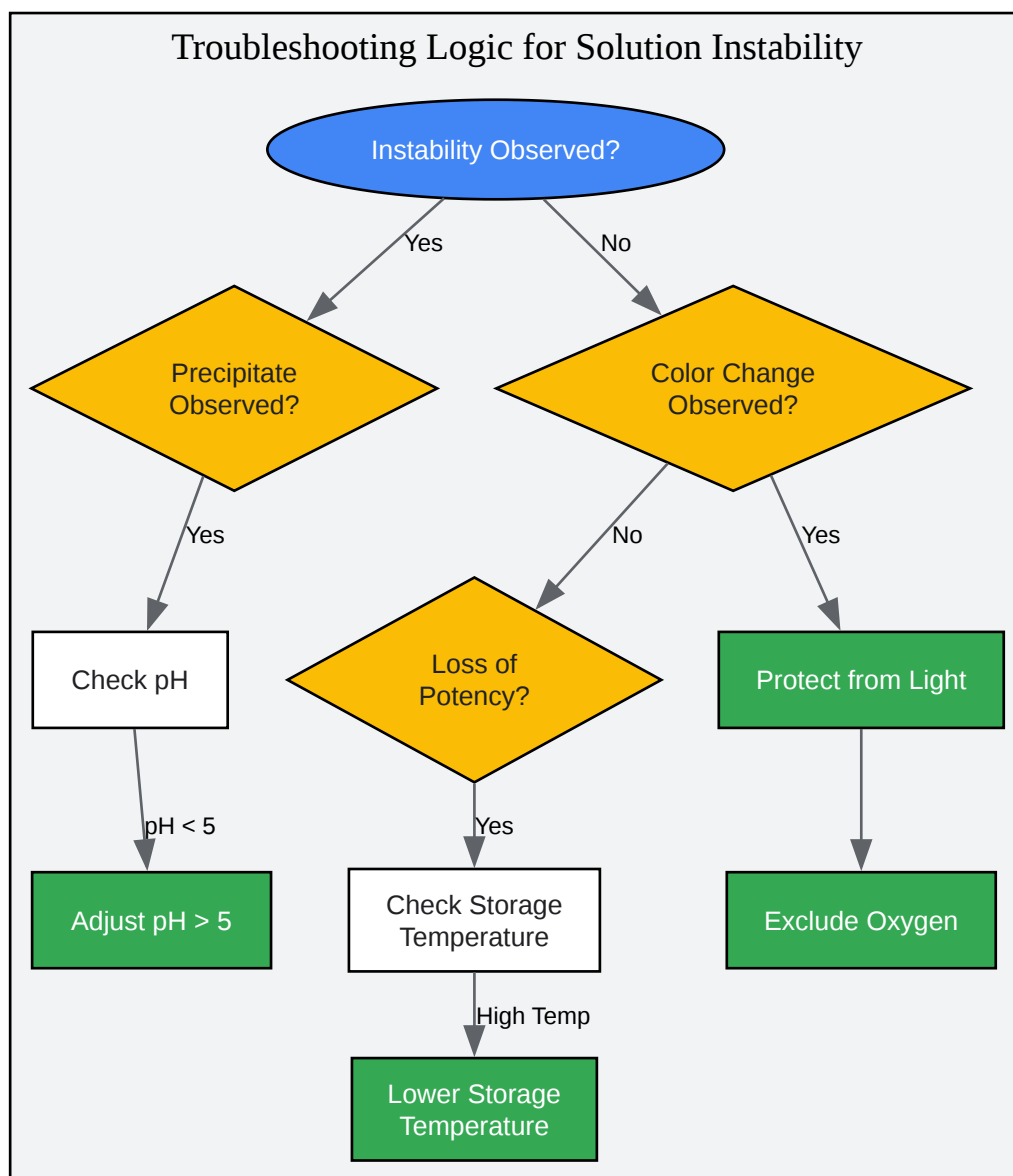 Troubleshooting Logic for Solution Instability
Instability Observed?
Yes
No
Precipitate
Observed?
Color Change
Observed?
Yes
No
Yes
Check pH
Loss of
Potency?
Protect from Light
pH < 5
Yes
Adjust pH > 5
Check Storage
Temperature
Exclude Oxygen
High Temp
Lower Storage
Temperature